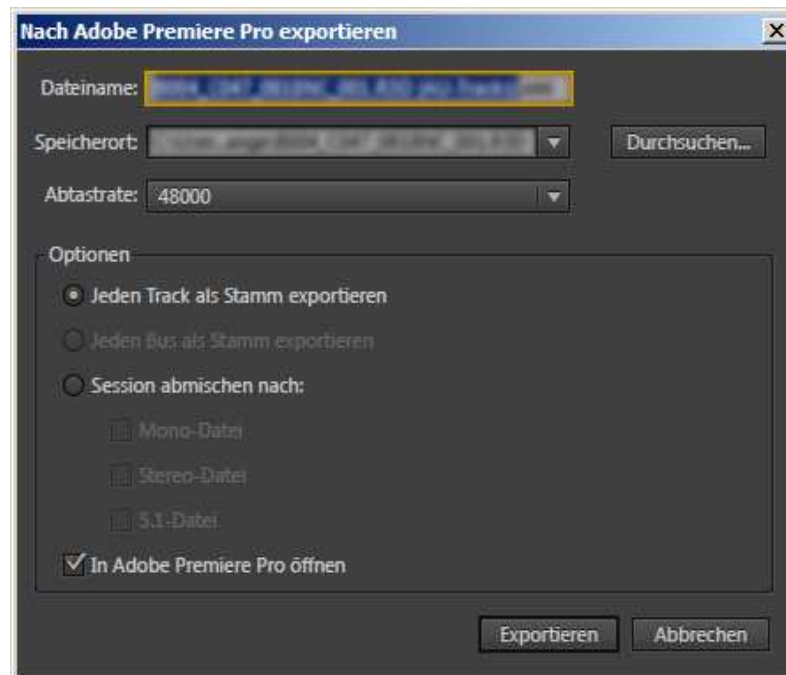 Nach Adobe Premiere Pro exportieren
Dateiname:
Speicherort: Durchsuchen...
Abtastrate: 48000
Optionen
Jeden Track als Stamm exportieren
Jeden Bus als Stamm exportieren
Session abmischen nach:
Mono-Datei
Stereo-Datei
5.1-Datei
In Adobe Premiere Pro öffnen
Exportieren Abbrechen